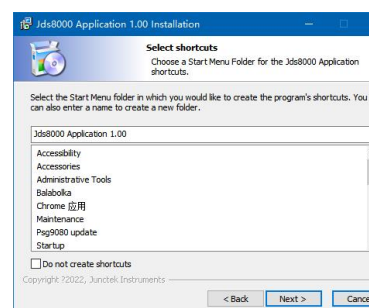 Jds8000 Application 1.00 Installation
Select shortcuts
Choose a Start Menu Folder for the Jds8000 Application
shortcuts.
Select the Start Menu folder in which you would like to create the program's shortcuts. You
can also enter a name to create a new folder.
Jds8000 Application 1.00
Accessibility
Accessories
Administrative Tools
Balabolka
Chrome 应用
Maintenance
Psg9080 update
Startup
Do not create shortcuts
Copyright ?2022, Junctek Instruments
< Back
Next >
Cance